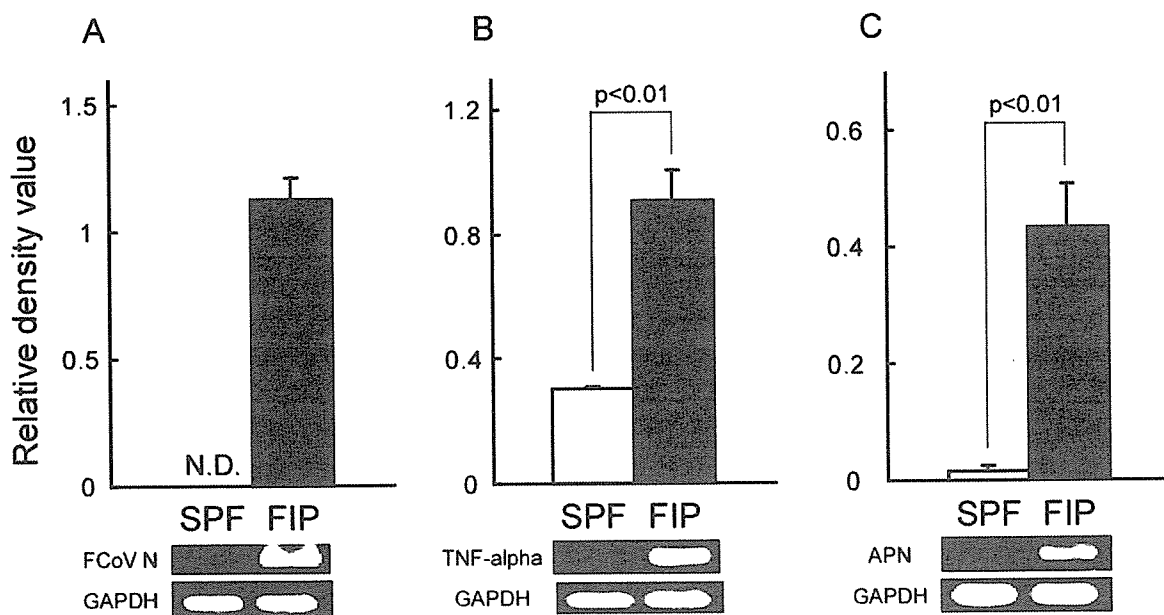 A
B
C
Relative density value
1.5
1
0.5
0
N.D.
SPF FIP
FCoV N
GAPDH
p<0.01
1.2
0.8
0.4
0
SPF FIP
TNF-alpha
GAPDH
p<0.01
0.6
0.4
0.2
0
SPF FIP
APN
GAPDH